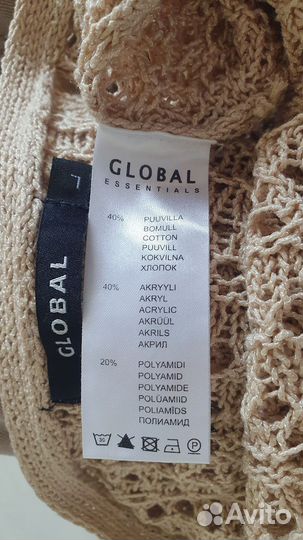 GLOBAL
ESSENTIALS
40% PUUVILLA
BOMULL
COTTON
PUUVILL
KOKVILNA
ХЛОПОК
40% AKRYYLI
AKRYL
ACRYLIC
AKRÜÜL
AKRILS
АКРИЛ
20% POLYAMIDI
POLYAMID
POLYAMIDE
POLÜAMIID
POLIAMĪDS
ПОЛИАМИД
30
P
L
GLOBAL
Avito